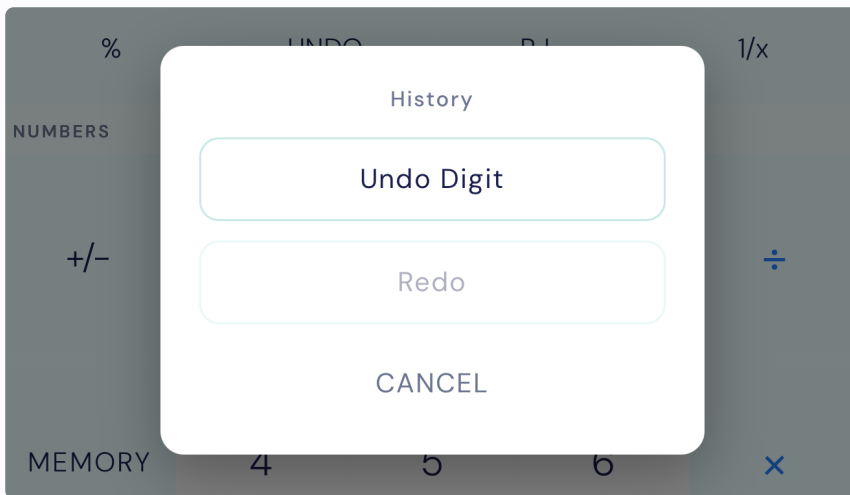 %
1/x
History
NUMBERS
Undo Digit
+/−
÷
Redo
CANCEL
MEMORY 4 5 6 ×